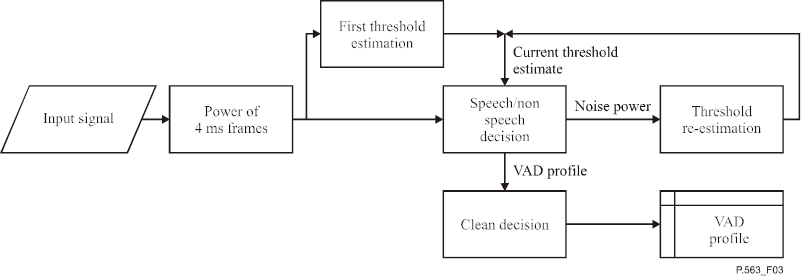 First threshold
estimation
Current threshold
estimate
Input signal
Power of
4 ms frames
Speech/non
speech
decision
Noise power
Threshold
re-estimation
VAD profile
Clean decision
VAD
profile
P.563_F03